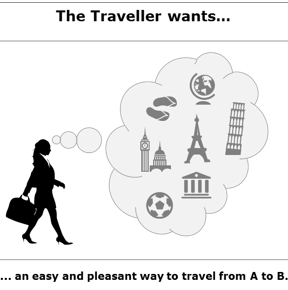 The Traveller wants...
... an easy and pleasant way to travel from A to B.